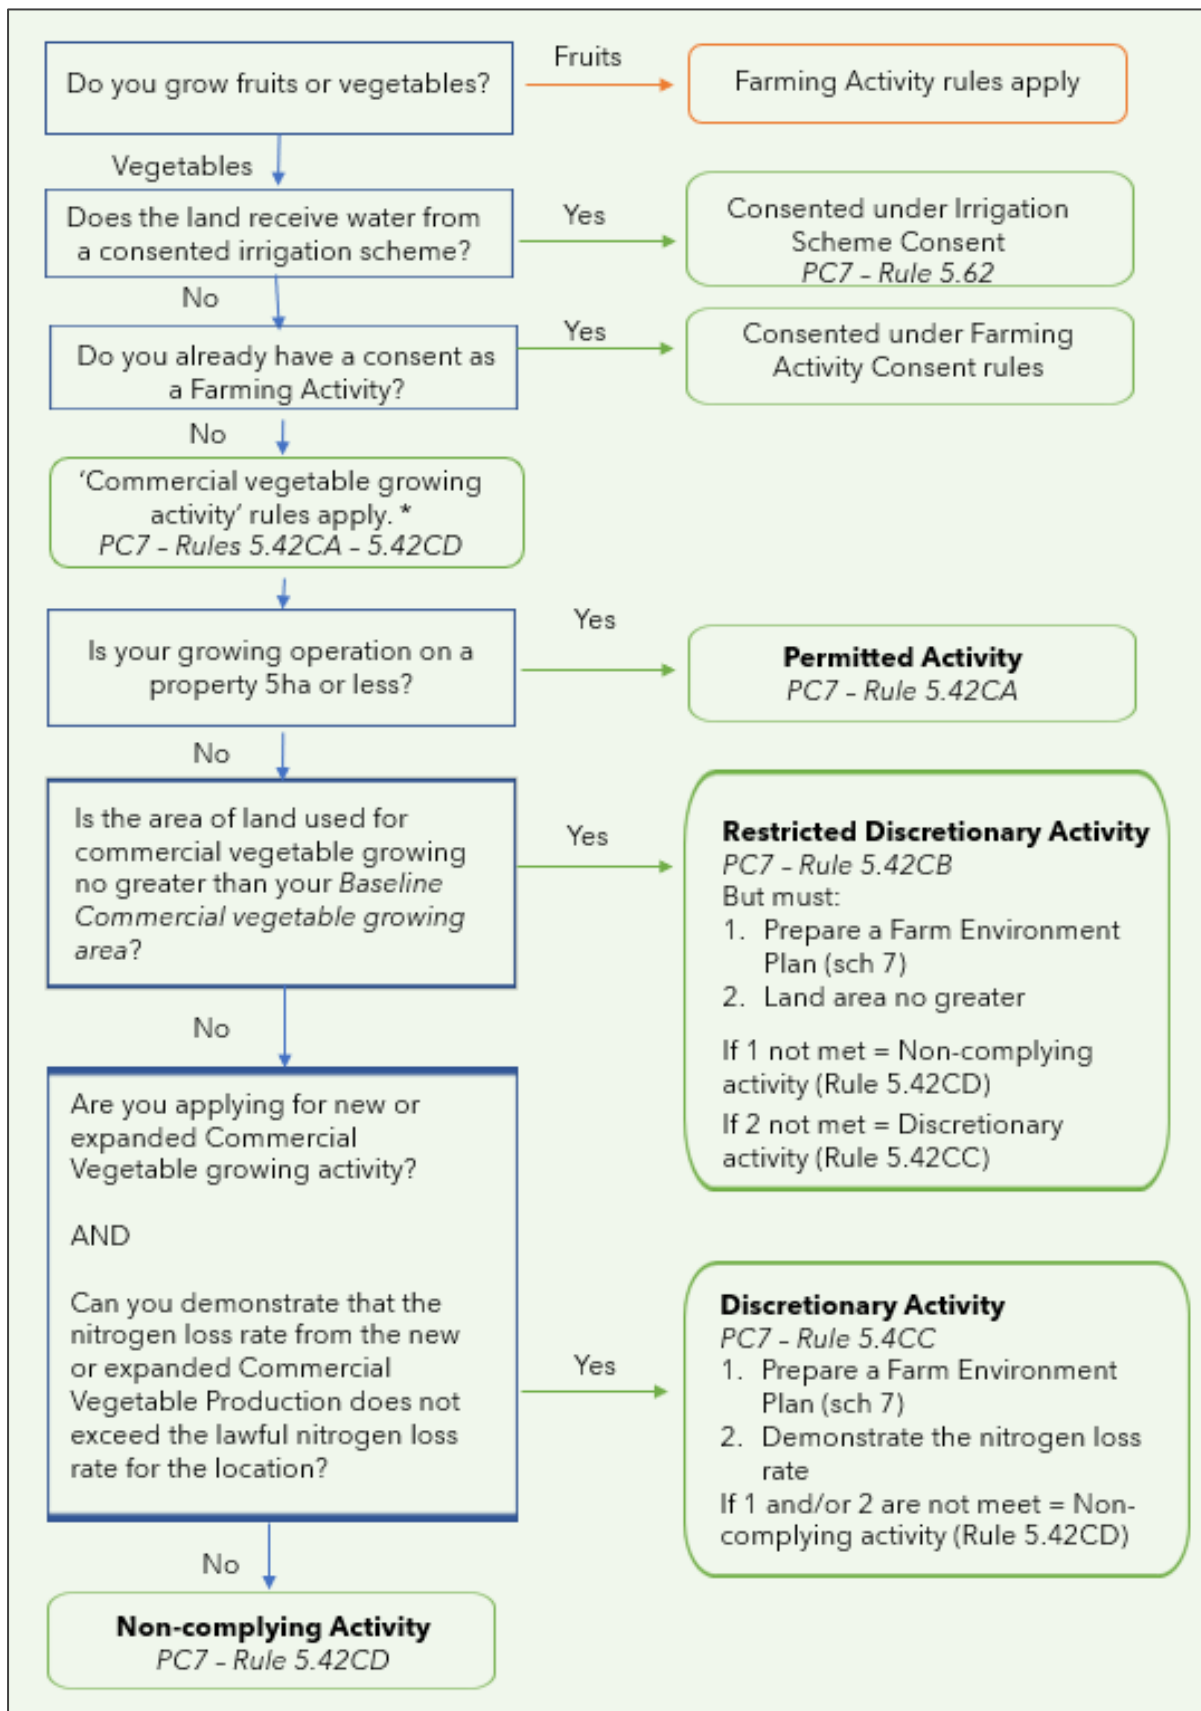 Do you grow fruits or vegetables?
Fruits
Farming Activity rules apply
Vegetables
Does the land receive water from
a consented irrigation scheme?
Yes
Consented under Irrigation
Scheme Consent
PC7 – Rule 5.62
No
Do you already have a consent as
a Farming Activity?
Yes
Consented under Farming
Activity Consent rules
No
‘Commercial vegetable growing
activity’ rules apply. *
PC7 – Rules 5.42CA – 5.42CD
Is your growing operation on a
property 5ha or less?
Yes
Permitted Activity
PC7 – Rule 5.42CA
No
Is the area of land used for
commercial vegetable growing
no greater than your Baseline
Commercial vegetable growing
area?
Yes
Restricted Discretionary Activity
PC7 – Rule 5.42CB
But must:
1. Prepare a Farm Environment
Plan (sch 7)
2. Land area no greater
If 1 not met = Non-complying
activity (Rule 5.42CD)
If 2 not met = Discretionary
activity (Rule 5.42CC)
No
Are you applying for new or
expanded Commercial
Vegetable growing activity?
AND
Can you demonstrate that the
nitrogen loss rate from the new
or expanded Commercial
Vegetable Production does not
exceed the lawful nitrogen loss
rate for the location?
Yes
Discretionary Activity
PC7 – Rule 5.4CC
1. Prepare a Farm Environment
Plan (sch 7)
2. Demonstrate the nitrogen loss
rate
If 1 and/or 2 are not meet = Non-
complying activity (Rule 5.42CD)
No
Non-complying Activity
PC7 – Rule 5.42CD